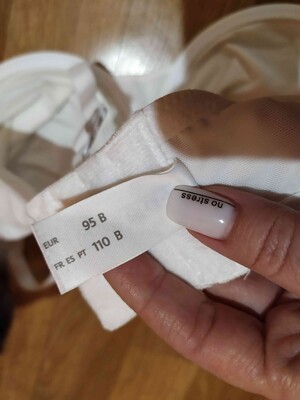 EUR 95 B
FR ES PT 110 B
no stress